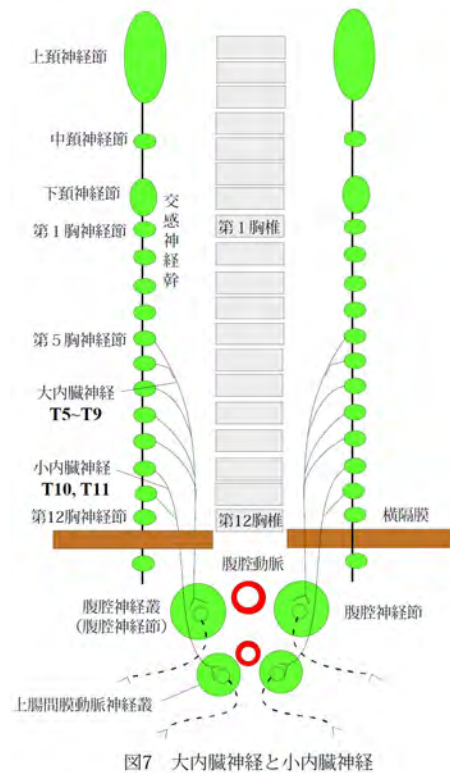 上頚神経節
中頚神経節
下頚神経節
交感神経幹
第1胸神経節
第1胸椎
第5胸神経節
大内臓神経
T5~T9
小内臓神経
T10, T11
第12胸神経節
第12胸椎
横隔膜
腹腔動脈
腹腔神経叢
(腹腔神経節)
腹腔神経節
上腸間膜動脈神経叢
図7 大内臓神経と小内臓神経